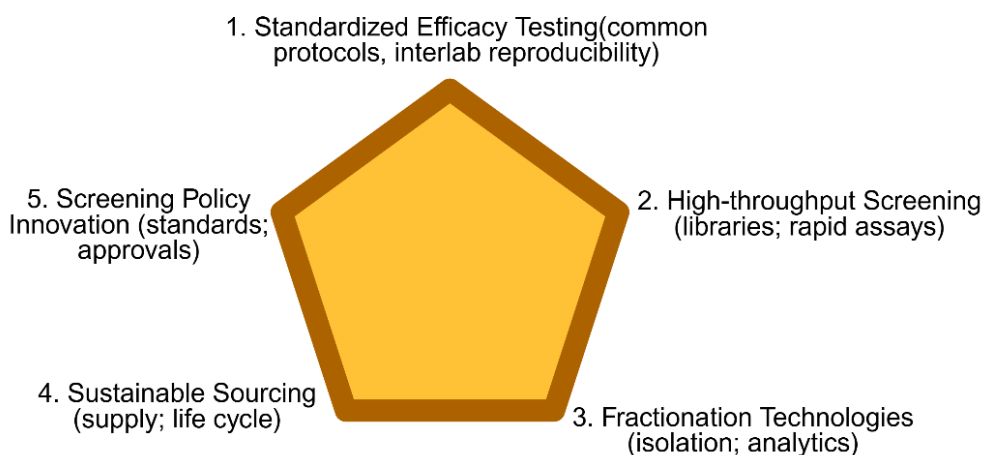 1. Standardized Efficacy Testing(common
protocols, interlab reproducibility)
5. Screening Policy
Innovation (standards;
approvals)
2. High-throughput Screening
(libraries; rapid assays)
4. Sustainable Sourcing
(supply; life cycle)
3. Fractionation Technologies
(isolation; analytics)